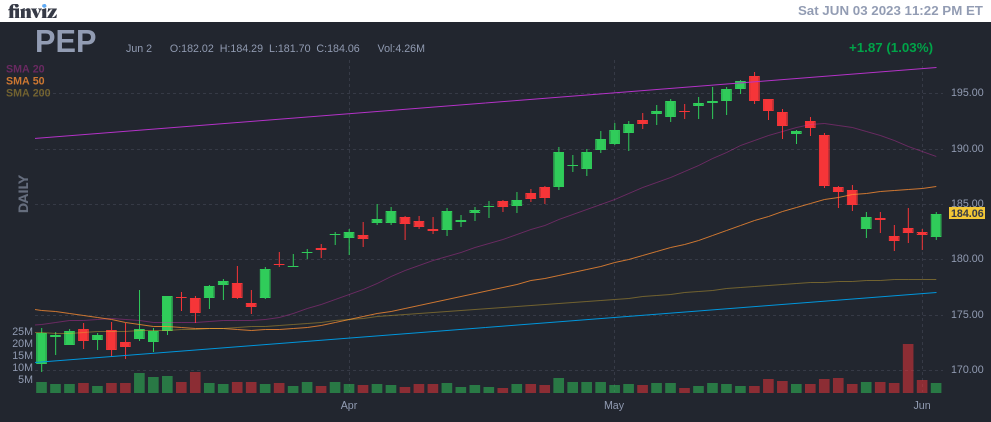 finviz
Sat JUN 03 2023 11:22 PM ET
PEP
Jun 2 O:182.02 H:184.29 L:181.70 C:184.06 Vol:4.26M
+1.87 (1.03%)
SMA 20
SMA 50
SMA 200
DAILY
195.00
190.00
185.00
184.06
180.00
175.00
170.00
25M
20M
15M
10M
5M
Apr
May
Jun